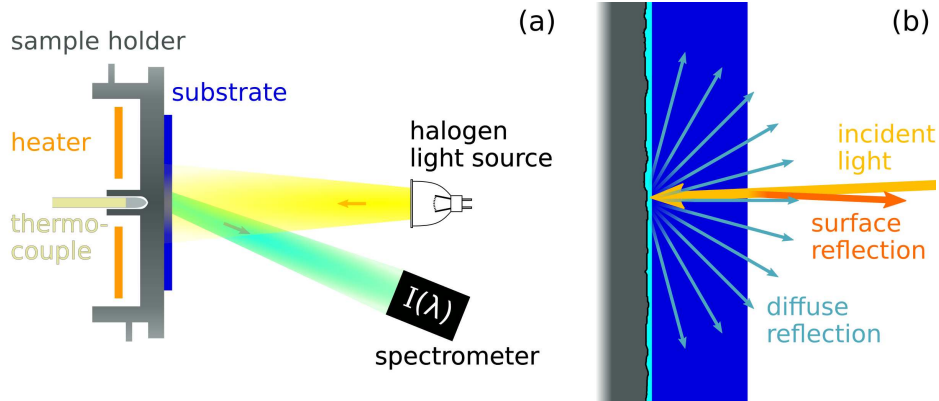 (a)
sample holder
substrate
heater
halogen
light source
thermo-
couple
I(λ)
spectrometer
(b)
incident
light
surface
reflection
diffuse
reflection